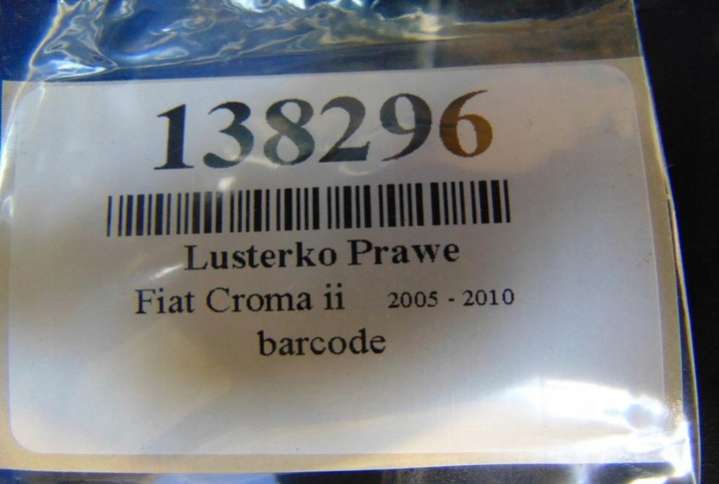 138296
Lusterko Prawe
Fiat Croma ii 2005 - 2010
barcode